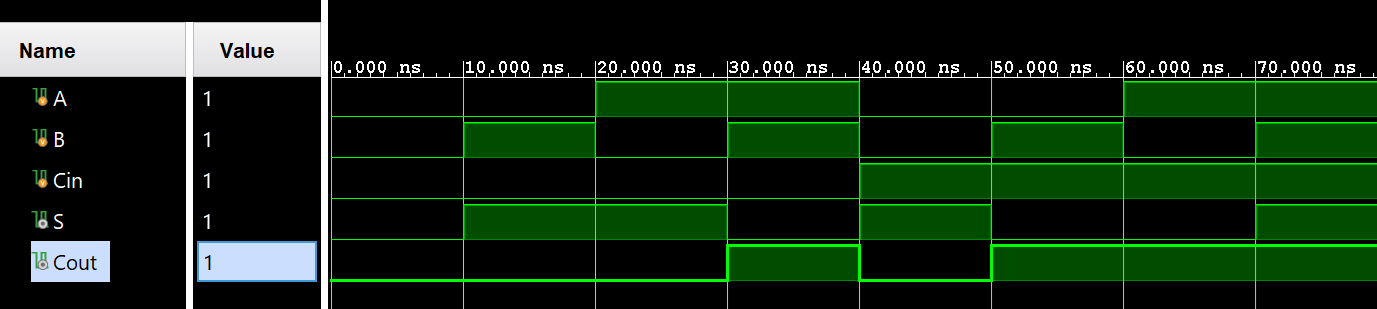 Name Value
0.000 ns 10.000 ns 20.000 ns 30.000 ns 40.000 ns 50.000 ns 60.000 ns 70.000 ns
A 1
B 1
Cin 1
S 1
Cout 1